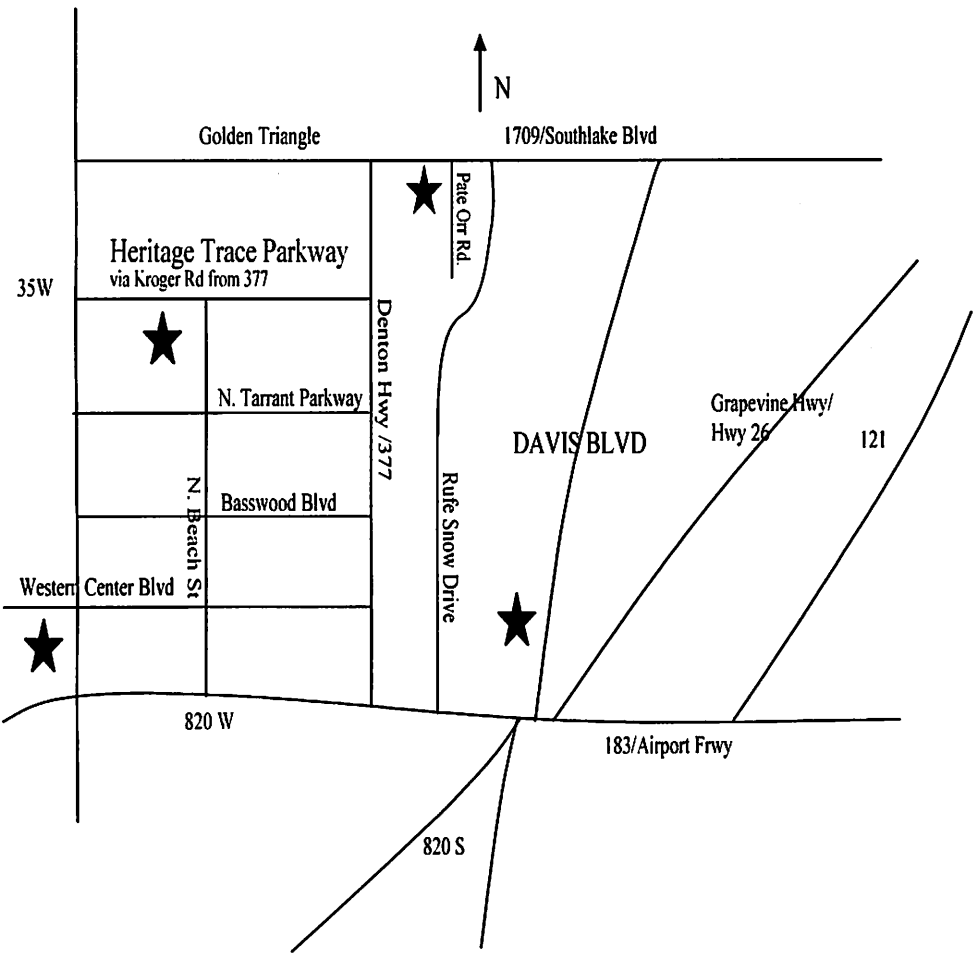 N
Golden Triangle
1709/Southlake Blvd
Pate Orr Rd.
Heritage Trace Parkway
via Kroger Rd from 377
35W
Denton Hwy /377
N. Tarrant Parkway
Grapevine Hwy/
Hwy 26
DAVIS BLVD
121
Rufe Snow Drive
N. Beach St
Basswood Blvd
Western Center Blvd
820 W
183/Airport Frwy
820 S